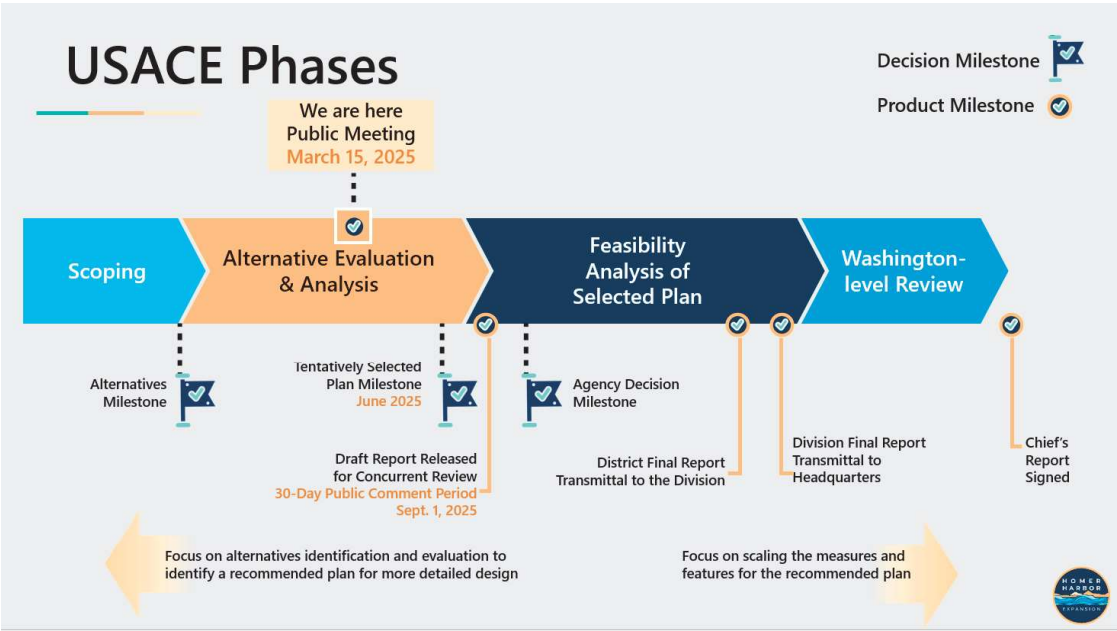 USACE Phases
Decision Milestone
Product Milestone
We are here
Public Meeting
March 15, 2025
Scoping
Alternative Evaluation
& Analysis
Feasibility
Analysis of
Selected Plan
Washington-
level Review
Alternatives
Milestone
Tentatively Selected
Plan Milestone
June 2025
Agency Decision
Milestone
Draft Report Released
for Concurrent Review
30-Day Public Comment Period
Sept. 1, 2025
District Final Report
Transmittal to the Division
Division Final Report
Transmittal to
Headquarters
Chief's
Report
Signed
Focus on alternatives identification and evaluation to
identify a recommended plan for more detailed design
Focus on scaling the measures and
features for the recommended plan
HOMER
HARBOR
EXPANSION